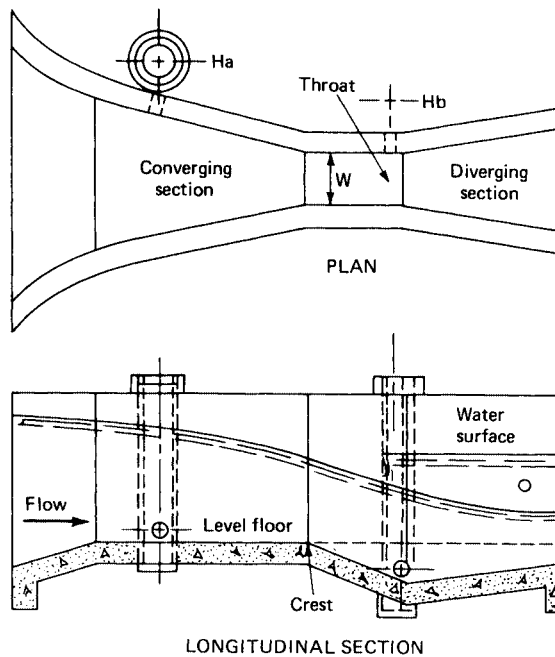 Ha
Throat
Hb
Converging
section
W
Diverging
section
PLAN
Water
surface
Flow
Level floor
Crest
LONGITUDINAL SECTION